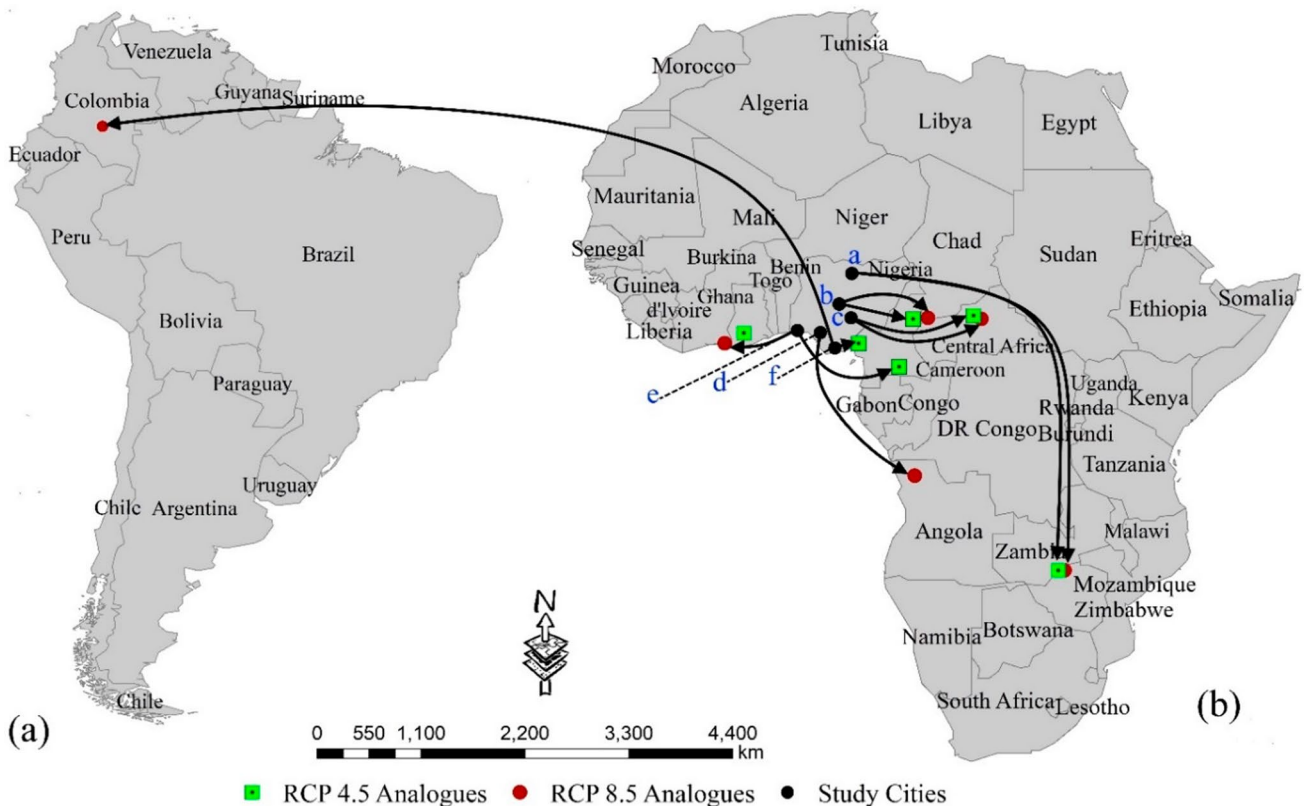 Venezuela
Colombia
Guyana
Suriname
Ecuador
Peru
Brazil
Bolivia
Paraguay
Uruguay
Chile
Argentina
Chile
(a)
Tunisia
Morocco
Algeria
Libya
Egypt
Mauritania
Mali
Niger
Chad
Sudan
Eritrea
Senegal
Burkina
Benin
a
Nigeria
Guinea
Ghana
Togo
b
Ethiopia
Somalia
d'Ivoire
c
Liberia
Central Africa
Cameroon
e
d
f
Uganda
Kenya
Gabon
Congo
Rwanda
DR Congo
Burundi
Tanzania
Angola
Malawi
Zambi
Mozambique
Zimbabwe
Namibia
Botswana
South Africa
Lesotho
(b)
N
0 550 1,100 2,200 3,300 4,400
km
RCP 4.5 Analogues RCP 8.5 Analogues Study Cities